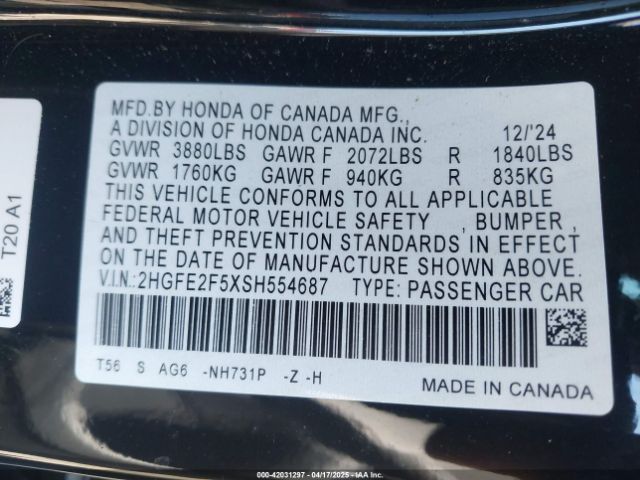 MFD.BY HONDA OF CANADA MFG.,
A DIVISION OF HONDA CANADA INC. 12/'24
GVWR 3880LBS GAWR F 2072LBS R 1840LBS
GVWR 1760KG GAWR F 940KG R 835KG
THIS VEHICLE CONFORMS TO ALL APPLICABLE
FEDERAL MOTOR VEHICLE SAFETY , BUMPER ,
AND THEFT PREVENTION STANDARDS IN EFFECT
ON THE DATE OF MANUFACTURE SHOWN ABOVE.
V.I.N.:2HGFE2F5XSH554687 TYPE: PASSENGER CAR
T56 S AG6 -NH731P -Z -H
MADE IN CANADA
T20 A1
000-42031297 - 04/17/2025 - IAAI.com